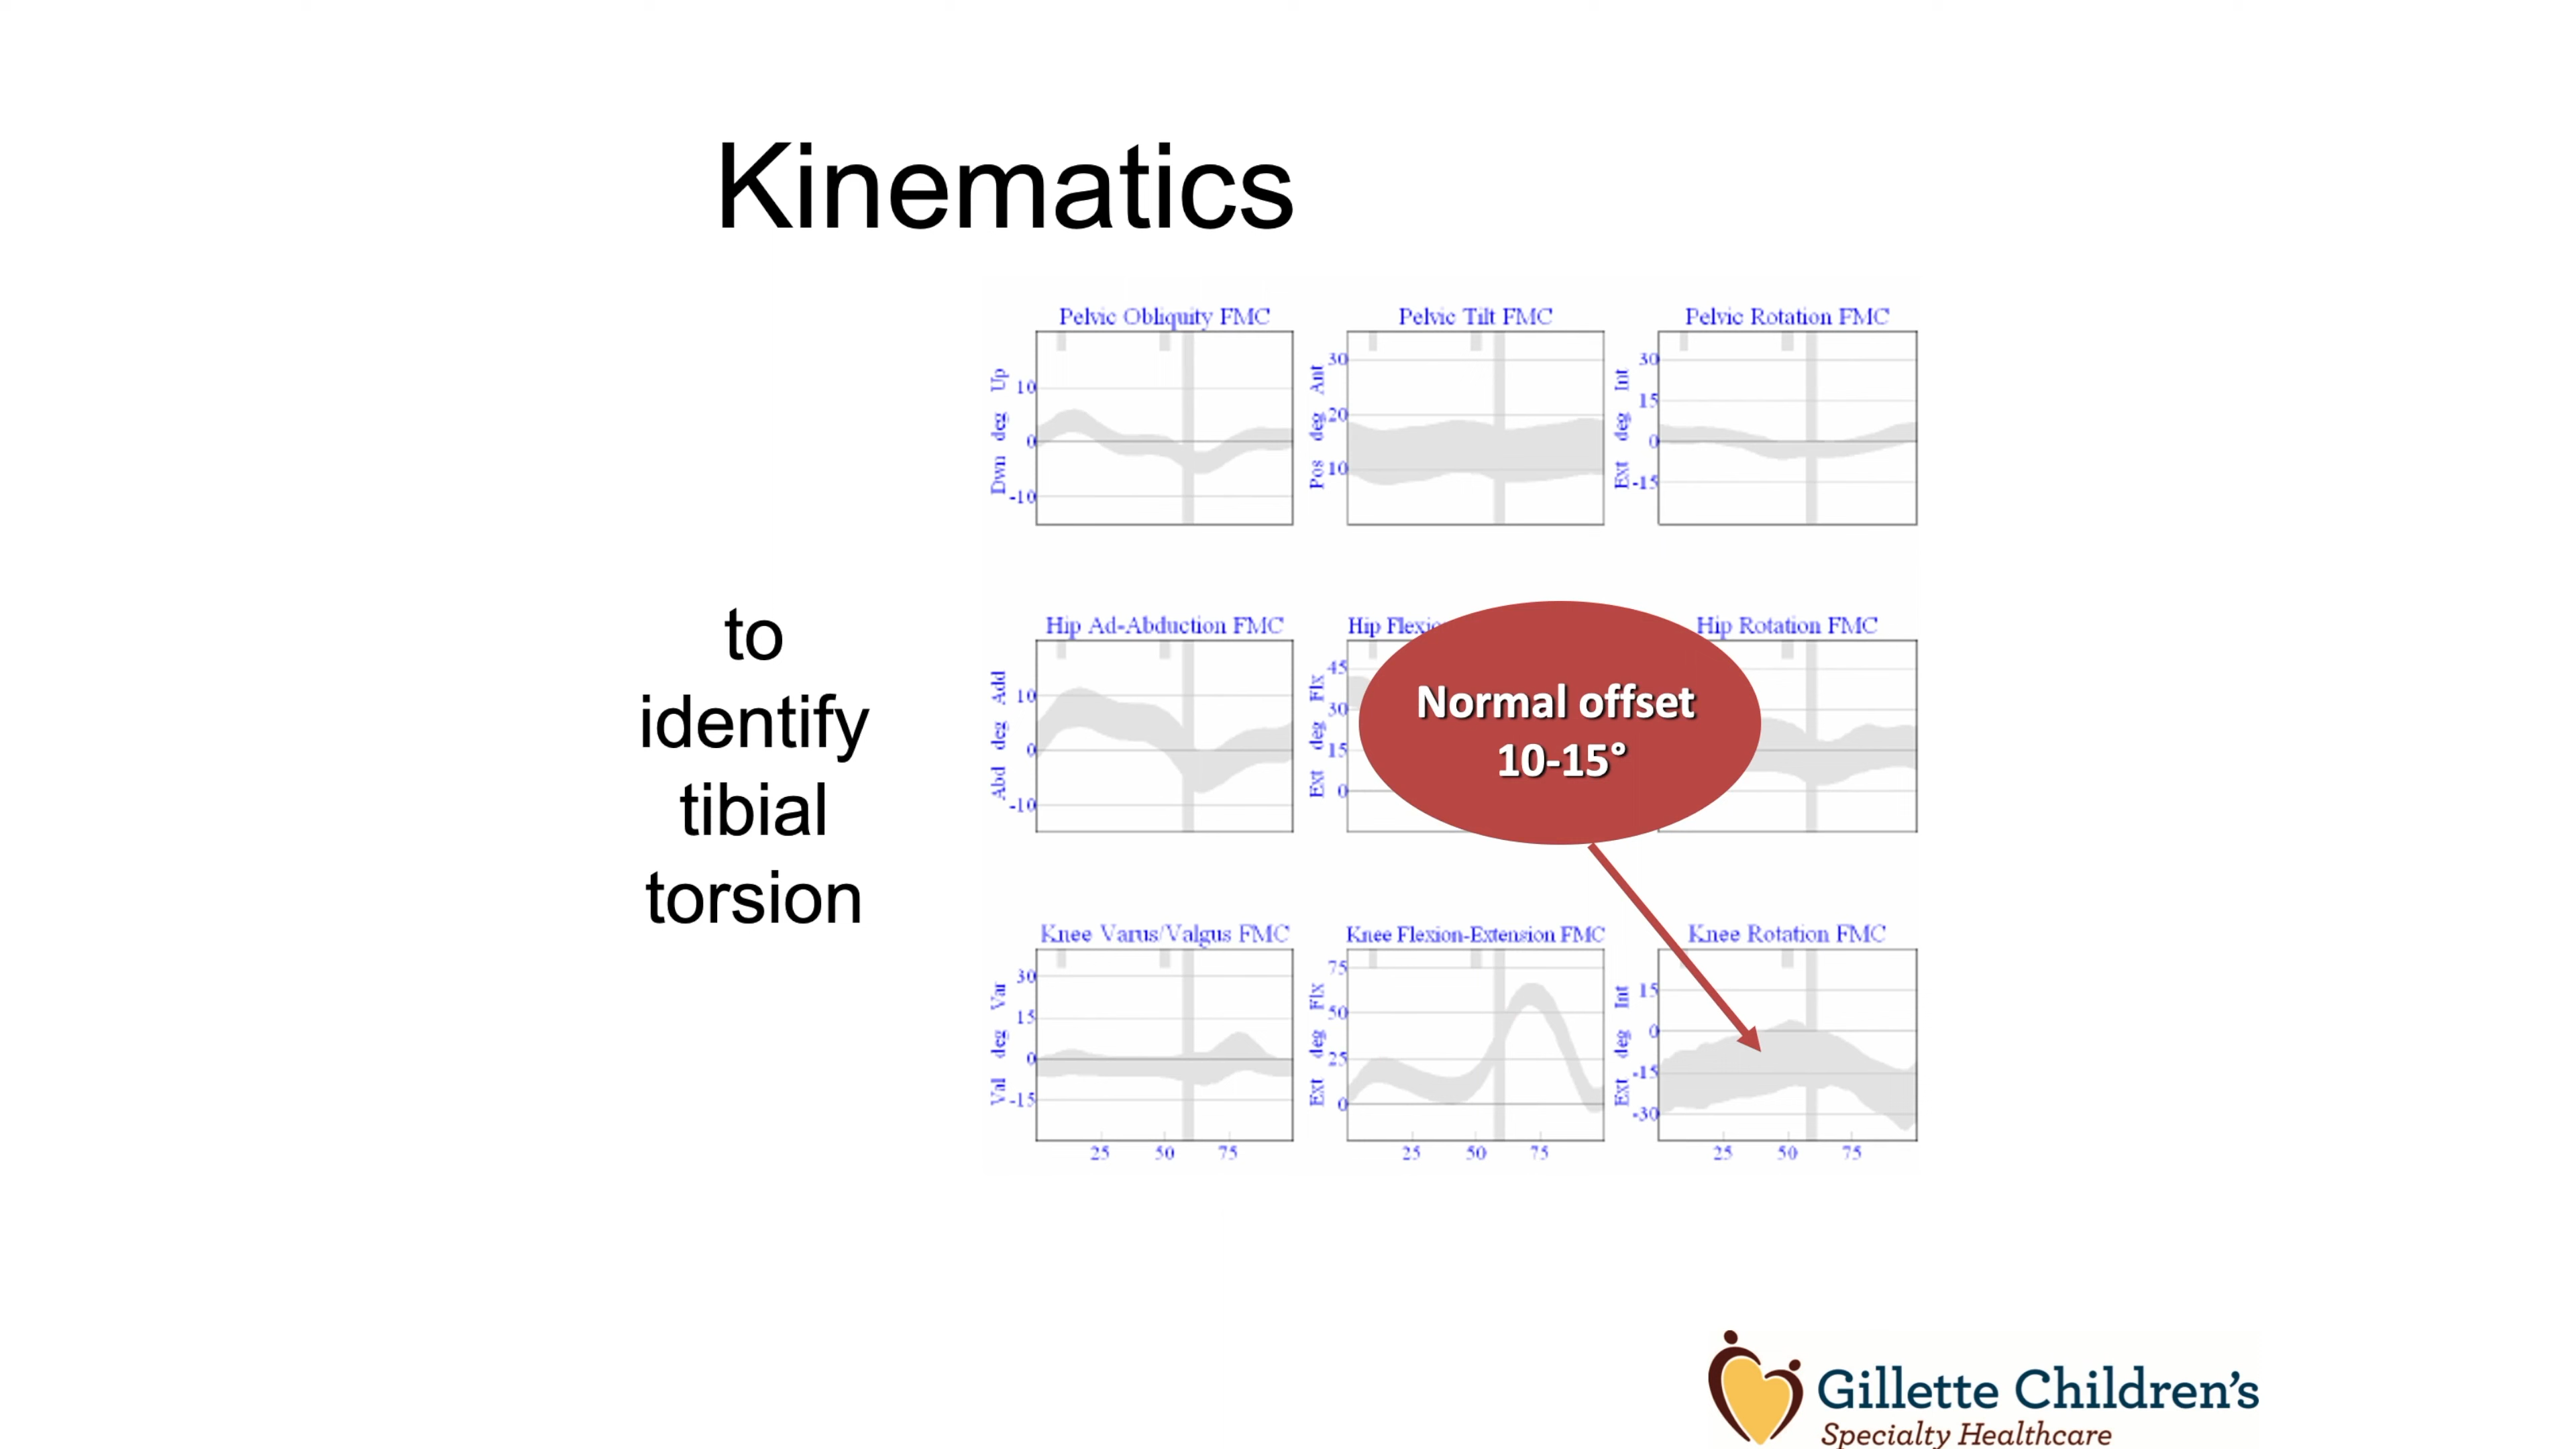 Kinematics
to
identify
tibial
torsion
Pelvic Obliquity FMC
Dwn deg Up
10
0
-10
Pelvic Tilt FMC
Pos deg Ant
30
20
10
Pelvic Rotation FMC
Ext deg Int
30
15
0
-15
Hip Ad-Abduction FMC
Abd deg Add
10
0
-10
Hip
Ext deg Flx
45
30
15
0
Normal offset
10-15°
Hip Rotation FMC
Knee Varus/Valgus FMC
Val deg Var
30
15
0
-15
25 50 75
Knee Flexion-Extension FMC
Ext deg Flx
75
50
25
0
25 50 75
Knee Rotation FMC
Ext deg Int
15
0
-15
-30
25 50 75
Gillette Children's
Specialty Healthcare